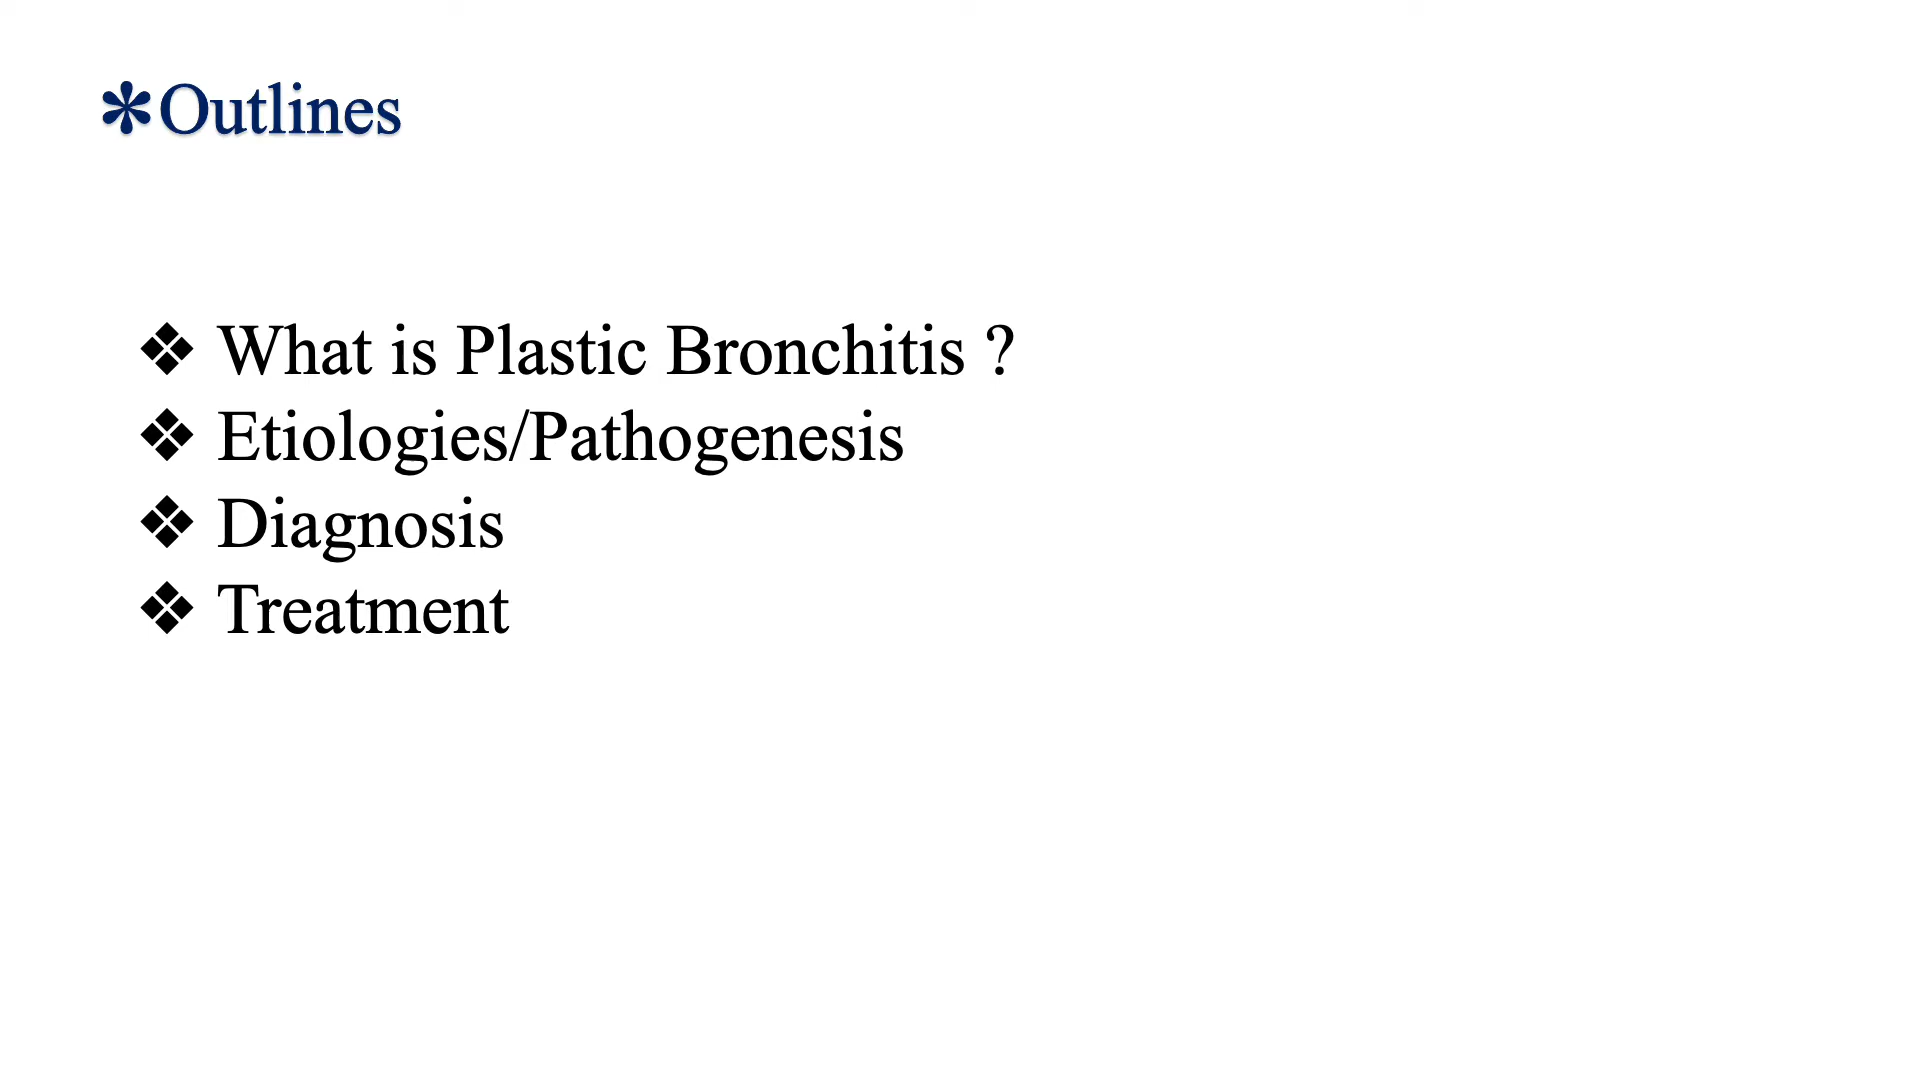 ✻Outlines
❖ What is Plastic Bronchitis ?
❖ Etiologies/Pathogenesis
❖ Diagnosis
❖ Treatment